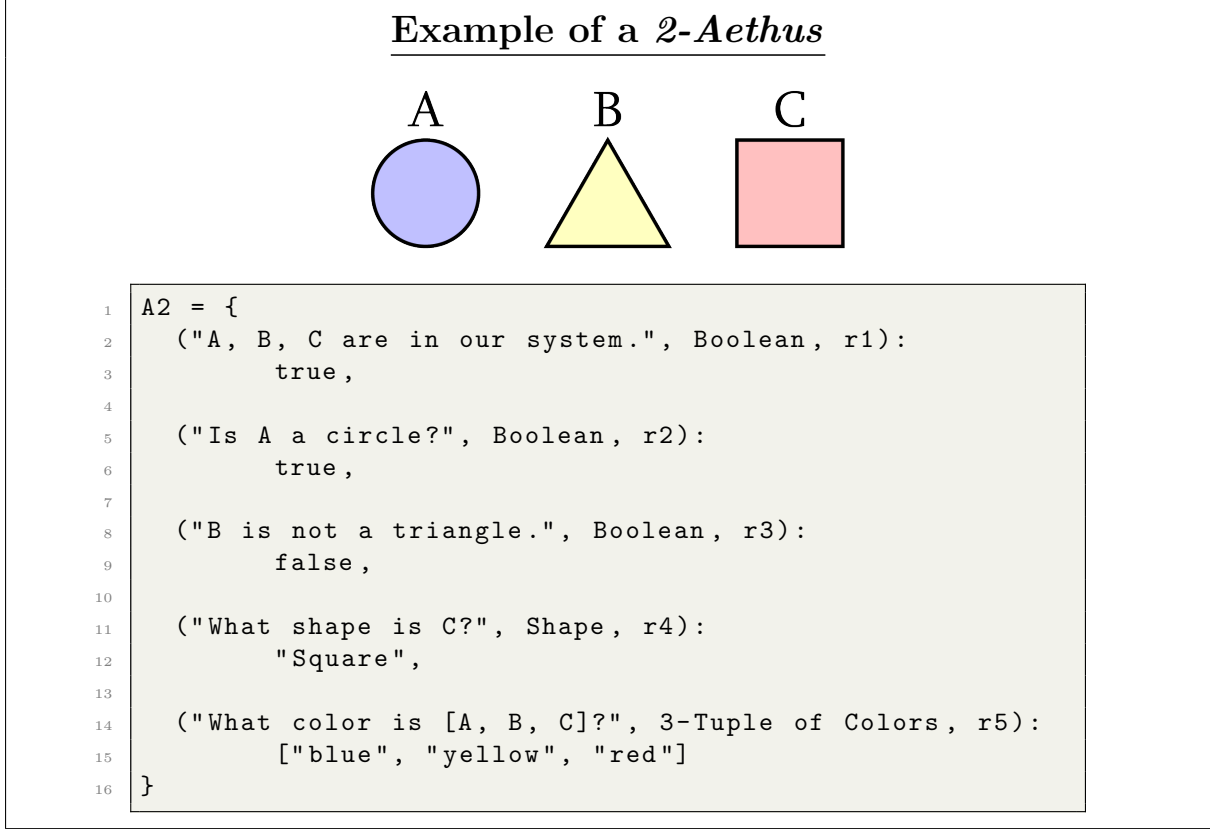 Example of a 2-Aethus
A B C
1 A2 = {
2 ("A, B, C are in our system.", Boolean, r1):
3 true,
4
5 ("Is A a circle?", Boolean, r2):
6 true,
7
8 ("B is not a triangle.", Boolean, r3):
9 false,
10
11 ("What shape is C?", Shape, r4):
12 "Square",
13
14 ("What color is [A, B, C]?", 3-Tuple of Colors, r5):
15 ["blue", "yellow", "red"]
16 }